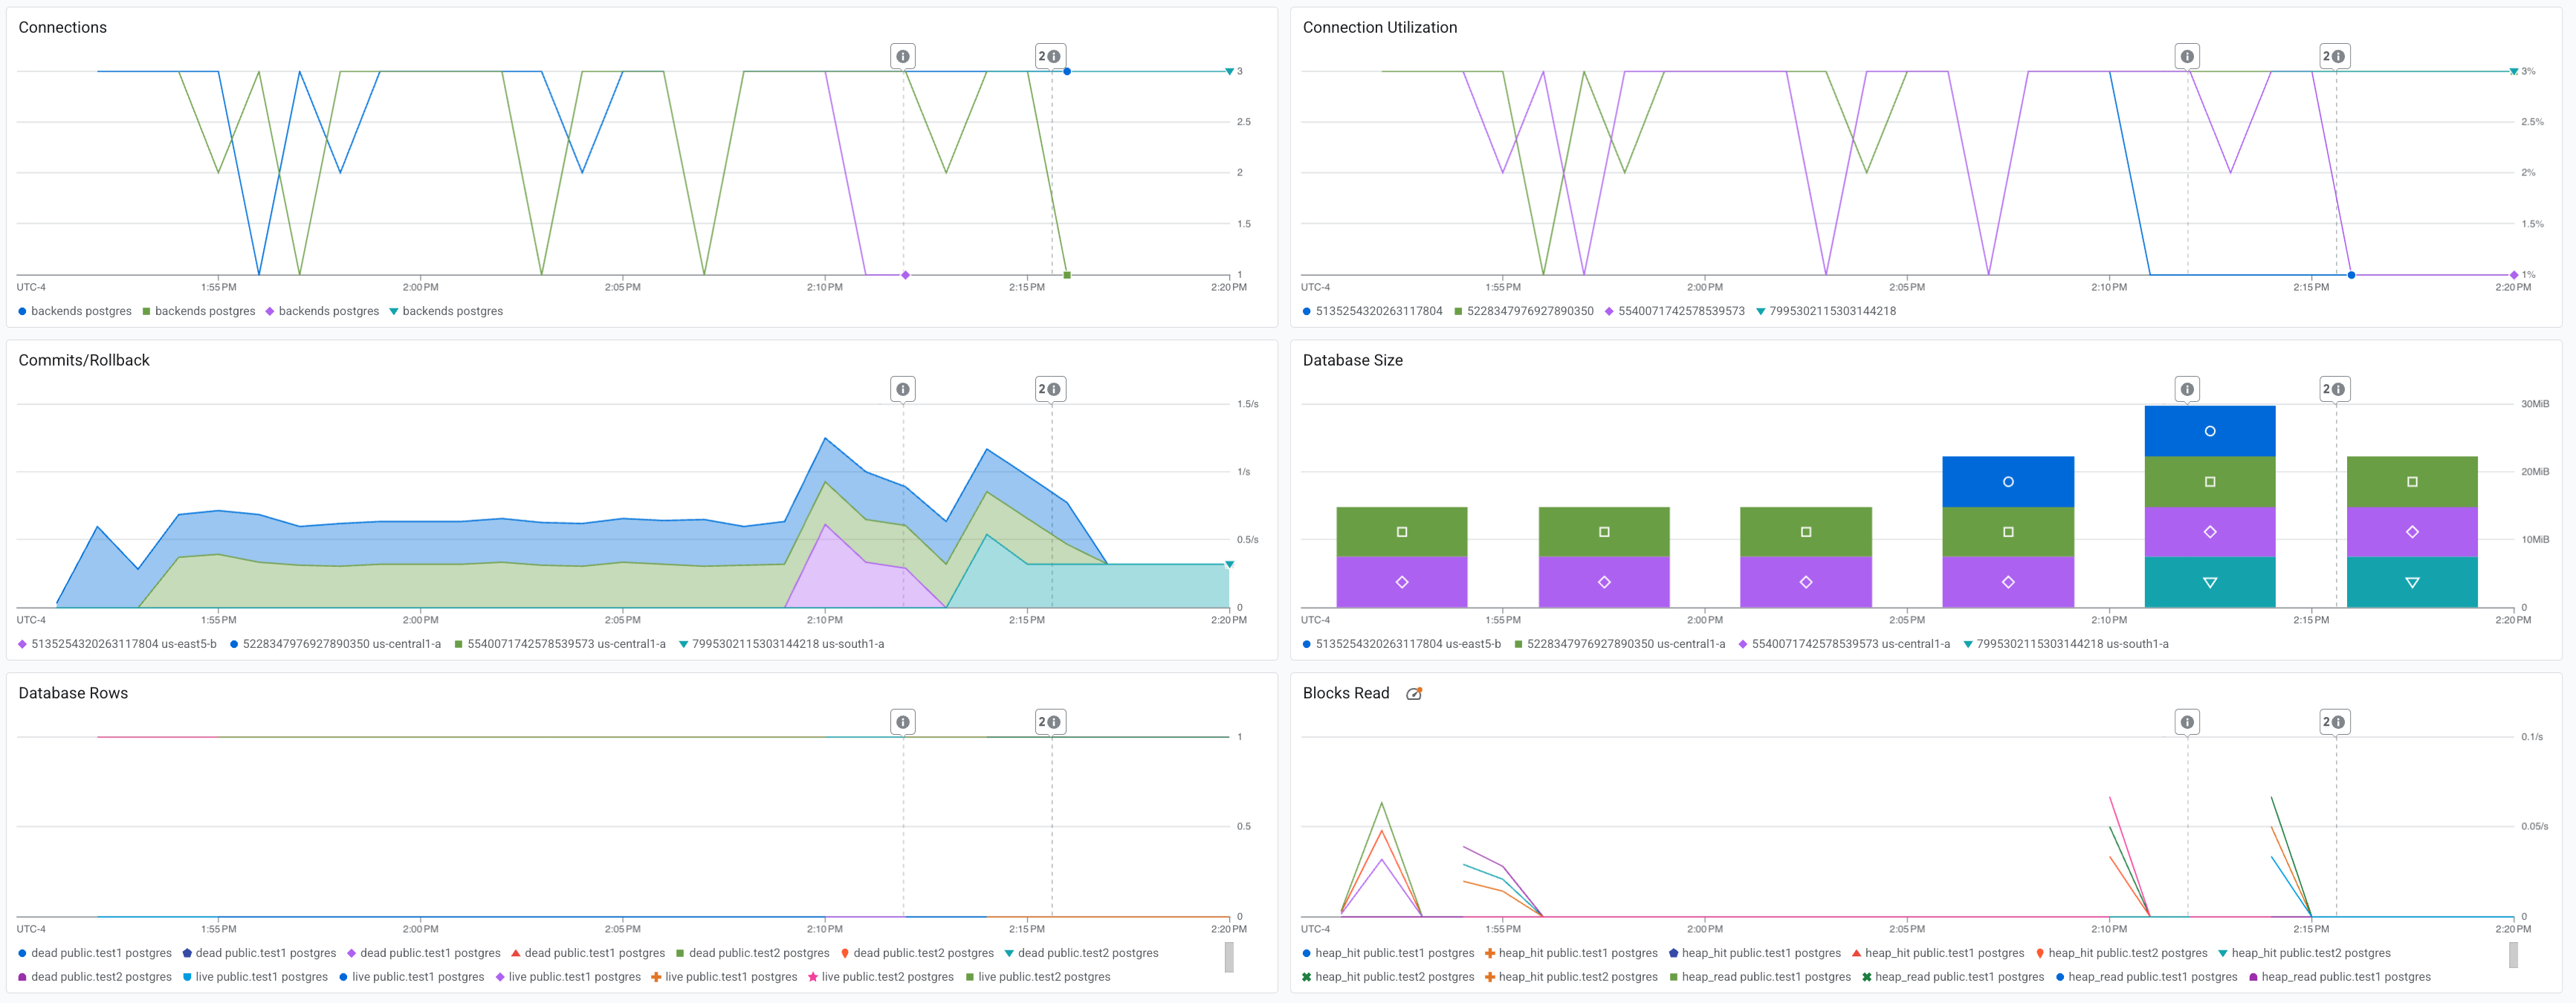 Connections
2
3
2.5
2
1.5
1
UTC-4 1:55 PM 2:00 PM 2:05 PM 2:10 PM 2:15 PM 2:20 PM
backends postgres backends postgres backends postgres backends postgres
Connection Utilization
2
3%
2.5%
2%
1.5%
1%
UTC-4 1:55 PM 2:00 PM 2:05 PM 2:10 PM 2:15 PM 2:20 PM
5135254320263117804 5228347976927890350 5540071742578539573 7995302115303144218
Commits/Rollback
2
1.5/s
1/s
0.5/s
0
UTC-4 1:55 PM 2:00 PM 2:05 PM 2:10 PM 2:15 PM 2:20 PM
5135254320263117804 us-east5-b 5228347976927890350 us-central1-a 5540071742578539573 us-central1-a 7995302115303144218 us-south1-a
Database Size
2
30MiB
20MiB
10MiB
0
UTC-4 1:55 PM 2:00 PM 2:05 PM 2:10 PM 2:15 PM 2:20 PM
5135254320263117804 us-east5-b 5228347976927890350 us-central1-a 5540071742578539573 us-central1-a 7995302115303144218 us-south1-a
Database Rows
2
1
0.5
0
UTC-4 1:55 PM 2:00 PM 2:05 PM 2:10 PM 2:15 PM 2:20 PM
dead public.test1 postgres dead public.test1 postgres dead public.test1 postgres dead public.test1 postgres dead public.test2 postgres dead public.test2 postgres dead public.test2 postgres
dead public.test2 postgres live public.test1 postgres live public.test1 postgres live public.test1 postgres live public.test1 postgres live public.test2 postgres live public.test2 postgres
Blocks Read
2
0.1/s
0.05/s
0
UTC-4 1:55 PM 2:00 PM 2:05 PM 2:10 PM 2:15 PM 2:20 PM
heap_hit public.test1 postgres heap_hit public.test1 postgres heap_hit public.test1 postgres heap_hit public.test1 postgres heap_hit public.test2 postgres heap_hit public.test2 postgres
heap_hit public.test2 postgres heap_hit public.test2 postgres heap_read public.test1 postgres heap_read public.test1 postgres heap_read public.test1 postgres heap_read public.test1 postgres